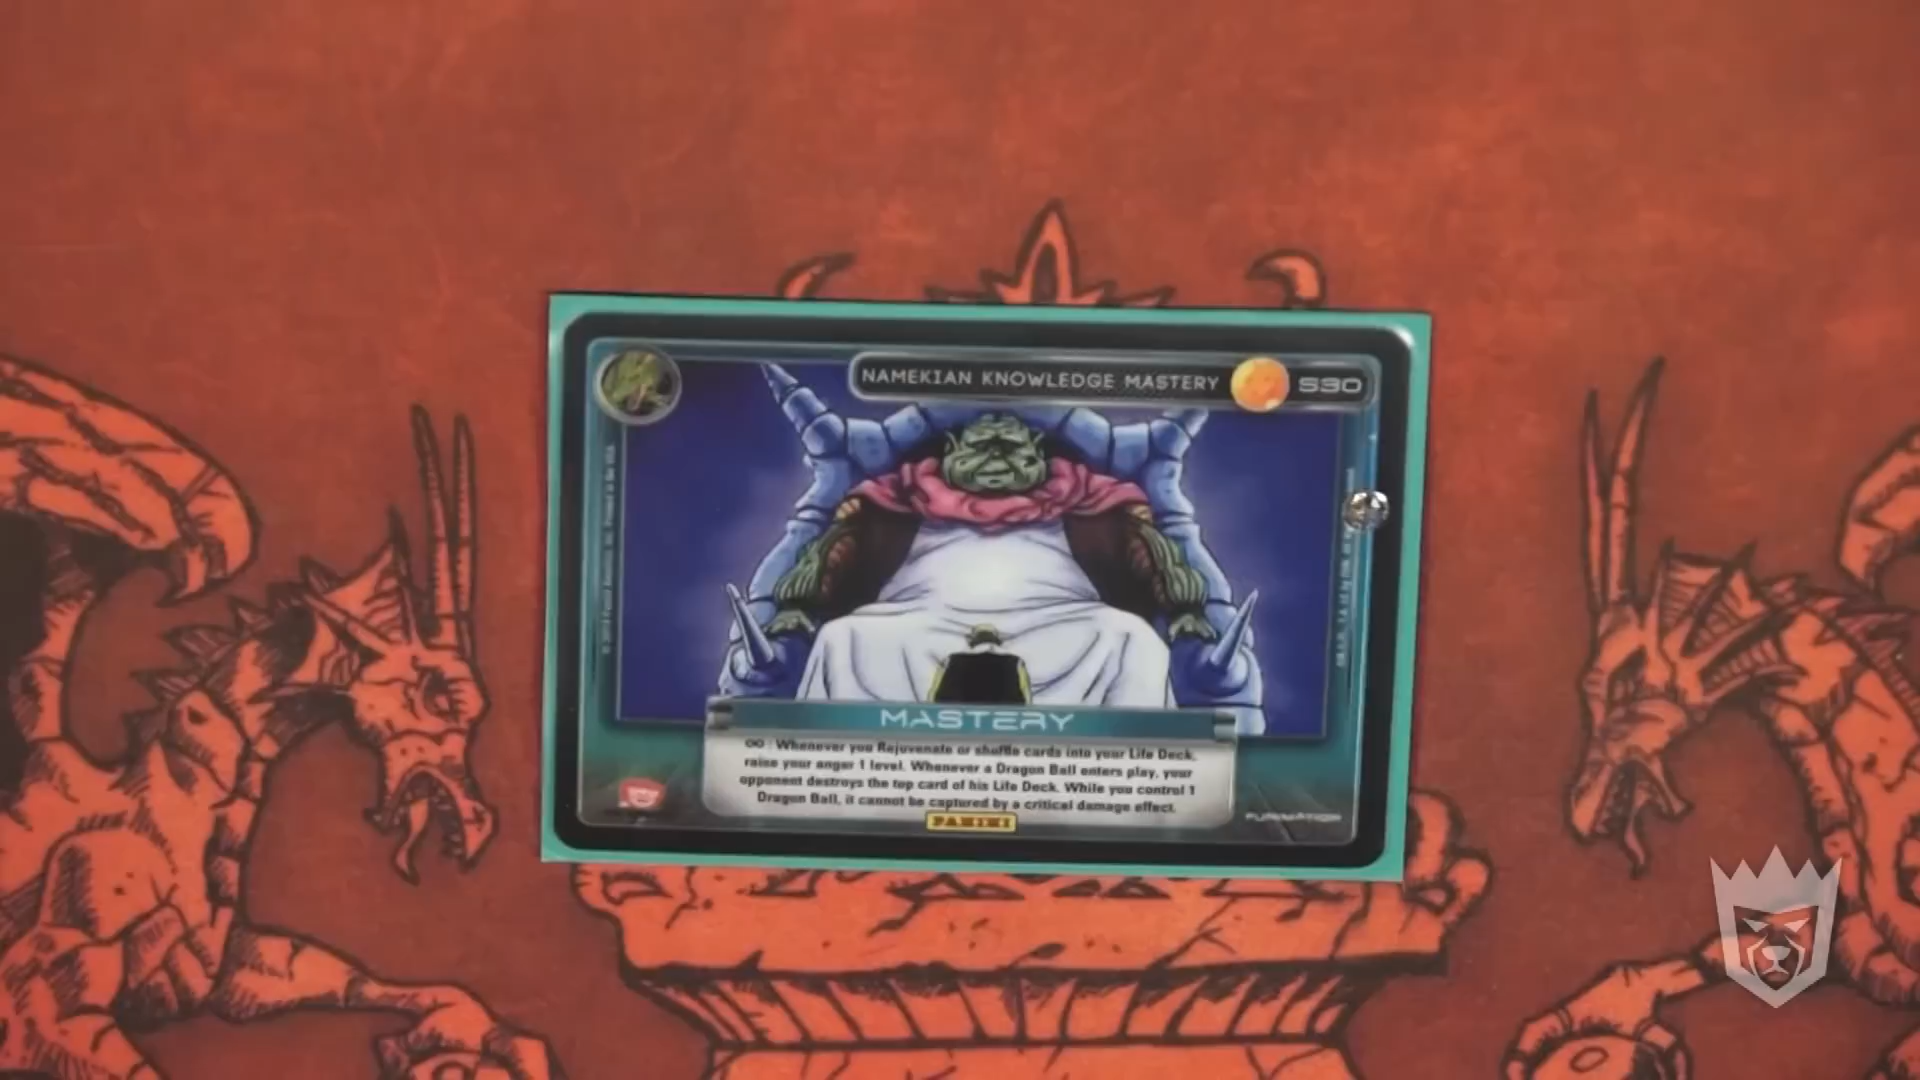 NAMEKIAN KNOWLEDGE MASTERY S30
MASTERY
∞ : Whenever you Rejuvenate or shuffle cards into your Life Deck,
raise your anger 1 level. Whenever a Dragon Ball enters play, your
opponent destroys the top card of his Life Deck. While you control 1
Dragon Ball, it cannot be captured by a critical damage effect.
PANINI
FUNIMATION